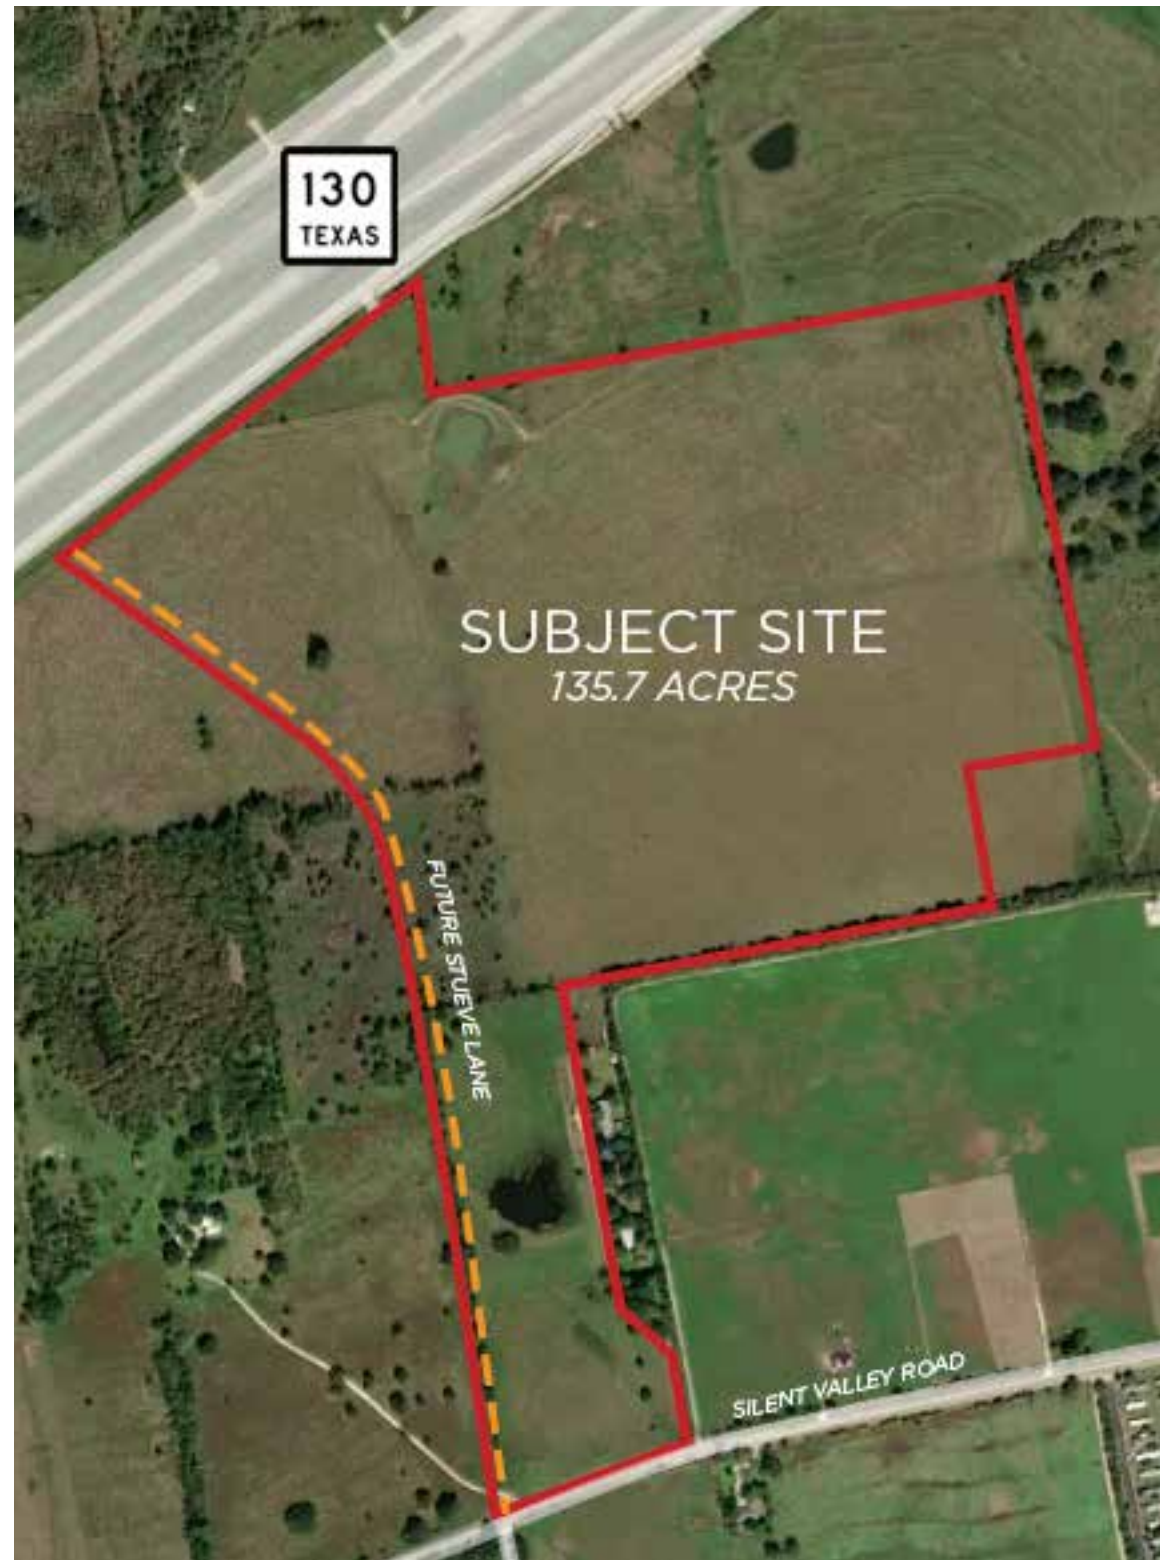 130
TEXAS
SUBJECT SITE
135.7 ACRES
FUTURE STUEVE LANE
SILENT VALLEY ROAD